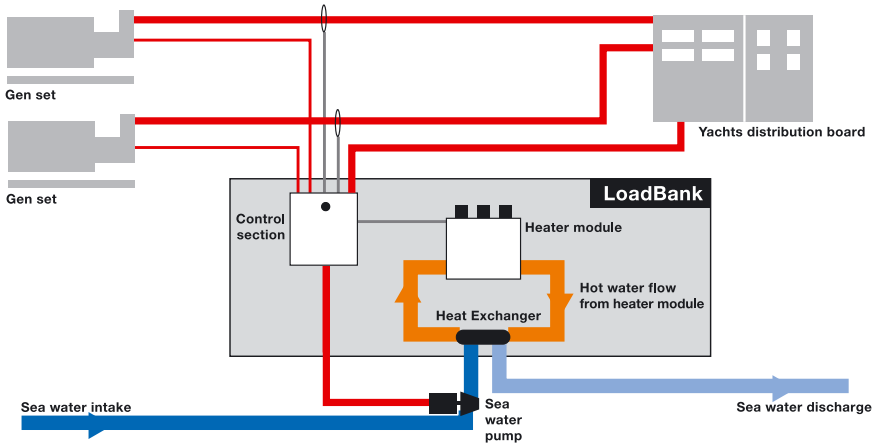 Gen set
Yachts distribution board
Gen set
LoadBank
Control
section
Heater module
Hot water flow
from heater module
Heat Exchanger
Sea water intake
Sea
water
pump
Sea water discharge